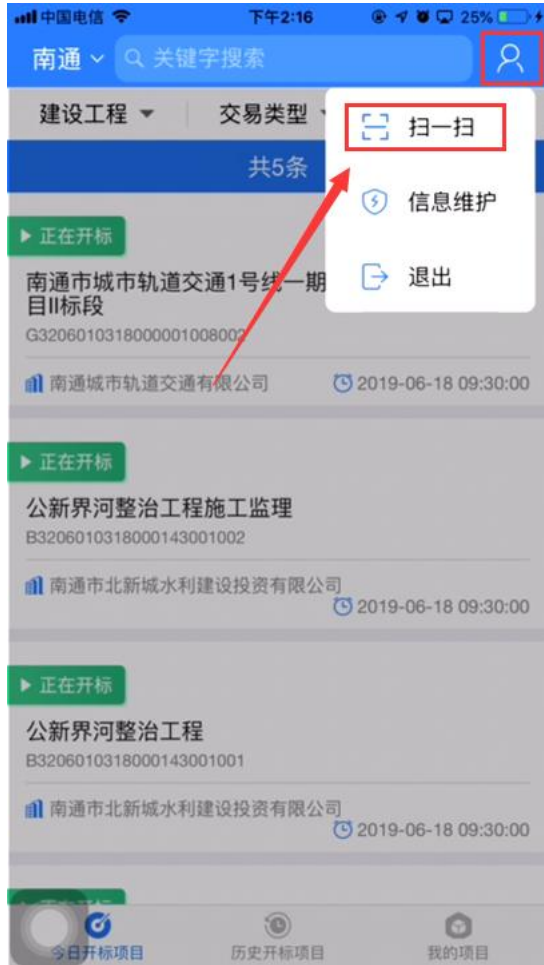 中国电信 下午2:16 25%
南通 关键字搜索
建设工程 交易类型
扫一扫
共5条
信息维护
正在开标
退出
南通市城市轨道交通1号线一期
目II标段
G3206010318000001008002
南通城市轨道交通有限公司 2019-06-18 09:30:00
正在开标
公新界河整治工程施工监理
B3206010318000143001002
南通市北新城水利建设投资有限公司
2019-06-18 09:30:00
正在开标
公新界河整治工程
B3206010318000143001001
南通市北新城水利建设投资有限公司
2019-06-18 09:30:00
今日开标项目 历史开标项目 我的项目